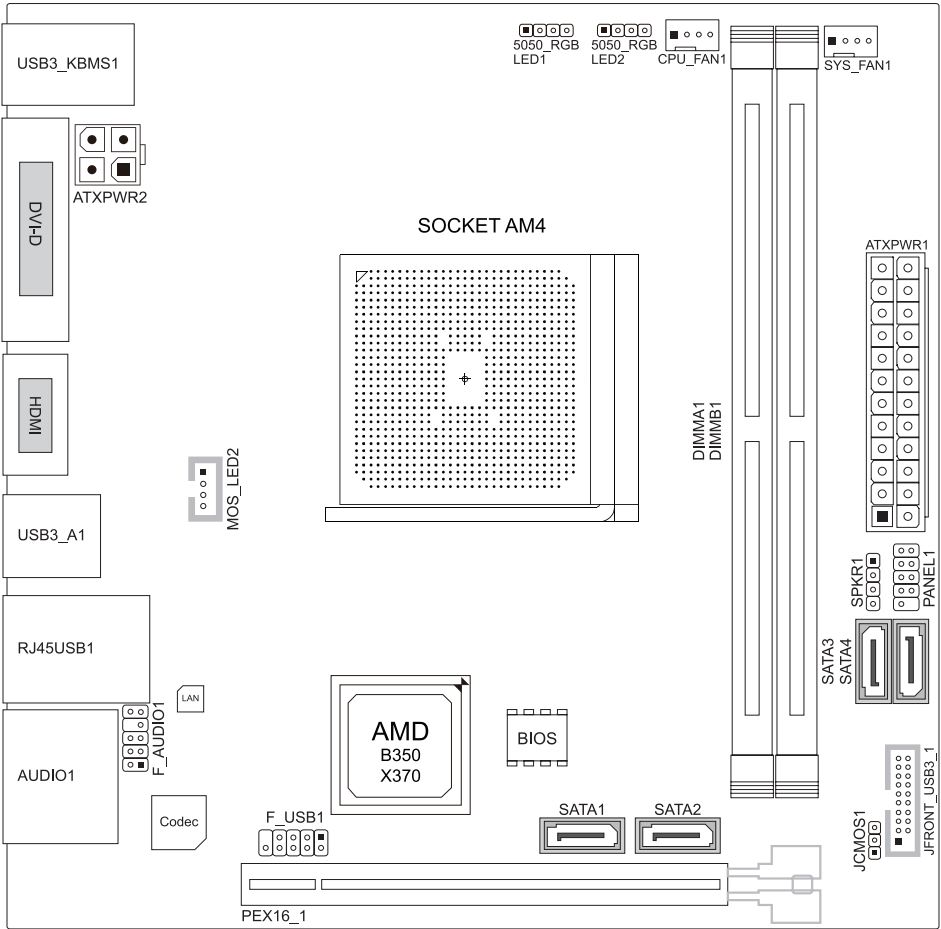 USB3_KBMS1
5050_RGB
LED1
5050_RGB
LED2
CPU_FAN1
SYS_FAN1
ATXPWR2
DVI-D
SOCKET AM4
ATXPWR1
HDMI
DIMMA1
DIMMB1
MOS_LED2
USB3_A1
SPKR1
PANEL1
RJ45USB1
SATA3
SATA4
LAN
F_AUDIO1
AMD
B350
X370
BIOS
AUDIO1
Codec
F_USB1
SATA1
SATA2
JCMOS1
JFRONT_USB3_1
PEX16_1